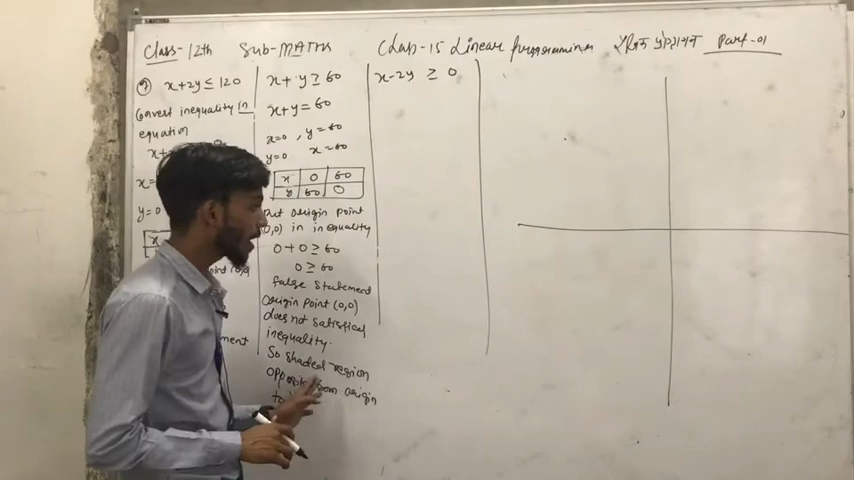 Class-12th Sub-MATHS Class-15 Linear Programming रैखिक प्रोग्रामन Part-01
x+2y ≤ 120
Convert inequality in
equation
x=
y=0
x
ment
x+y ≥ 60
x+y = 60
x=0, y=60
y=0 x=60
x 0 60
y 60 0
Put origin point
(0,0) in inequality
0+0 ≥ 60
0 ≥ 60
false statement
origin point (0,0)
does not satisfied
inequality.
So shaded region
from origin
x-2y ≥ 0